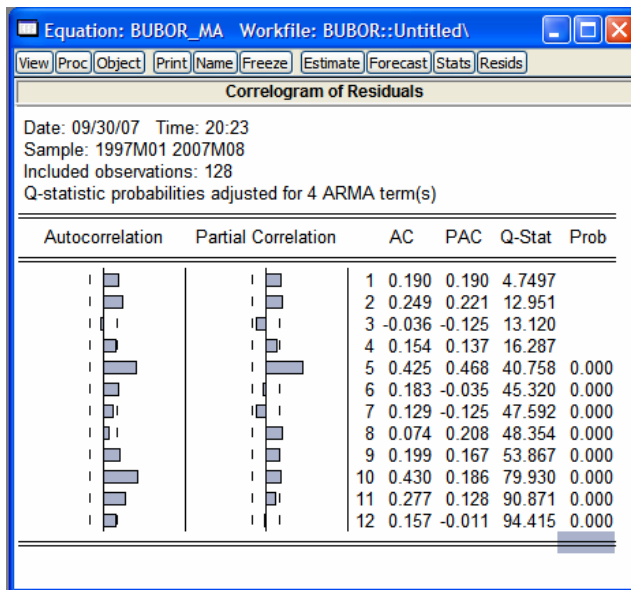 Equation: BUBOR_MA Workfile: BUBOR::Untitled\
View Proc Object Print Name Freeze Estimate Forecast Stats Resids
Correlogram of Residuals
Date: 09/30/07 Time: 20:23
Sample: 1997M01 2007M08
Included observations: 128
Q-statistic probabilities adjusted for 4 ARMA term(s)
Autocorrelation Partial Correlation AC PAC Q-Stat Prob
1 0.190 0.190 4.7497
2 0.249 0.221 12.951
3 -0.036 -0.125 13.120
4 0.154 0.137 16.287
5 0.425 0.468 40.758 0.000
6 0.183 -0.035 45.320 0.000
7 0.129 -0.125 47.592 0.000
8 0.074 0.208 48.354 0.000
9 0.199 0.167 53.867 0.000
10 0.430 0.186 79.930 0.000
11 0.277 0.128 90.871 0.000
12 0.157 -0.011 94.415 0.000